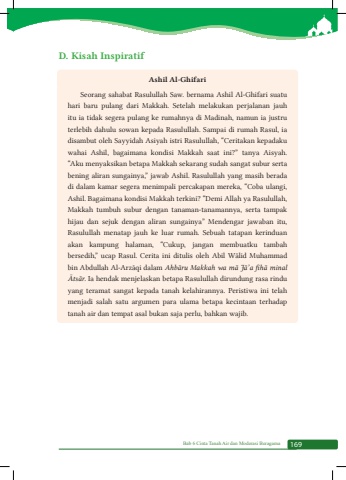 D. Kisah Inspiratif
Ashil Al-Ghifari
Seorang sahabat Rasulullah Saw. bernama Ashil Al-Ghifari suatu
hari baru pulang dari Makkah. Setelah melakukan perjalanan jauh
itu ia tidak segera pulang ke rumahnya di Madinah, namun ia justru
terlebih dahulu sowan kepada Rasulullah. Sampai di rumah Rasul, ia
disambut oleh Sayyidah Asiyah istri Rasulullah, “Ceritakan kepadaku
wahai Ashil, bagaimana kondisi Makkah saat ini?” tanya Aisyah.
“Aku menyaksikan betapa Makkah sekarang sudah sangat subur serta
bening aliran sungainya,” jawab Ashil. Rasulullah yang masih berada
di dalam kamar segera menimpali percakapan mereka, “Coba ulangi,
Ashil. Bagaimana kondisi Makkah terkini? “Demi Allah ya Rasulullah,
Makkah tumbuh subur dengan tanaman-tanamannya, serta tampak
hijau dan sejuk dengan aliran sungainya” Mendengar jawaban itu,
Rasulullah menatap jauh ke luar rumah. Sebuah tatapan kerinduan
akan kampung halaman, “Cukup, jangan membuatku tambah
bersedih,” ucap Rasul. Cerita ini ditulis oleh Abil Wālid Muhammad
bin Abdullah Al-Arzāqi dalam Akhbāru Makkah wa mā Jā’a fihā minal
Ātsār. Ia hendak menjelaskan betapa Rasulullah dirundung rasa rindu
yang teramat sangat kepada tanah kelahirannya. Peristiwa ini telah
menjadi salah satu argumen para ulama betapa kecintaan terhadap
tanah air dan tempat asal bukan saja perlu, bahkan wajib.
Bab 6 Cinta Tanah Air dan Moderasi Beragama 169